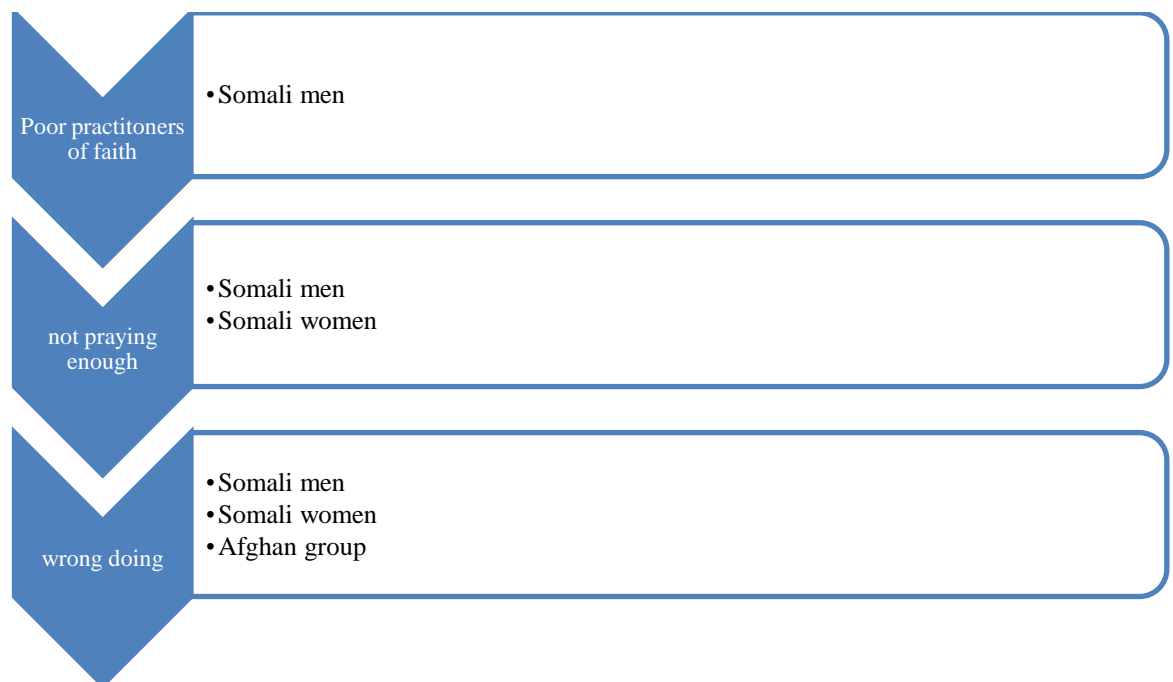 Poor practitoners
of faith
•Somali men
not praying
enough
•Somali men
•Somali women
wrong doing
•Somali men
•Somali women
•Afghan group